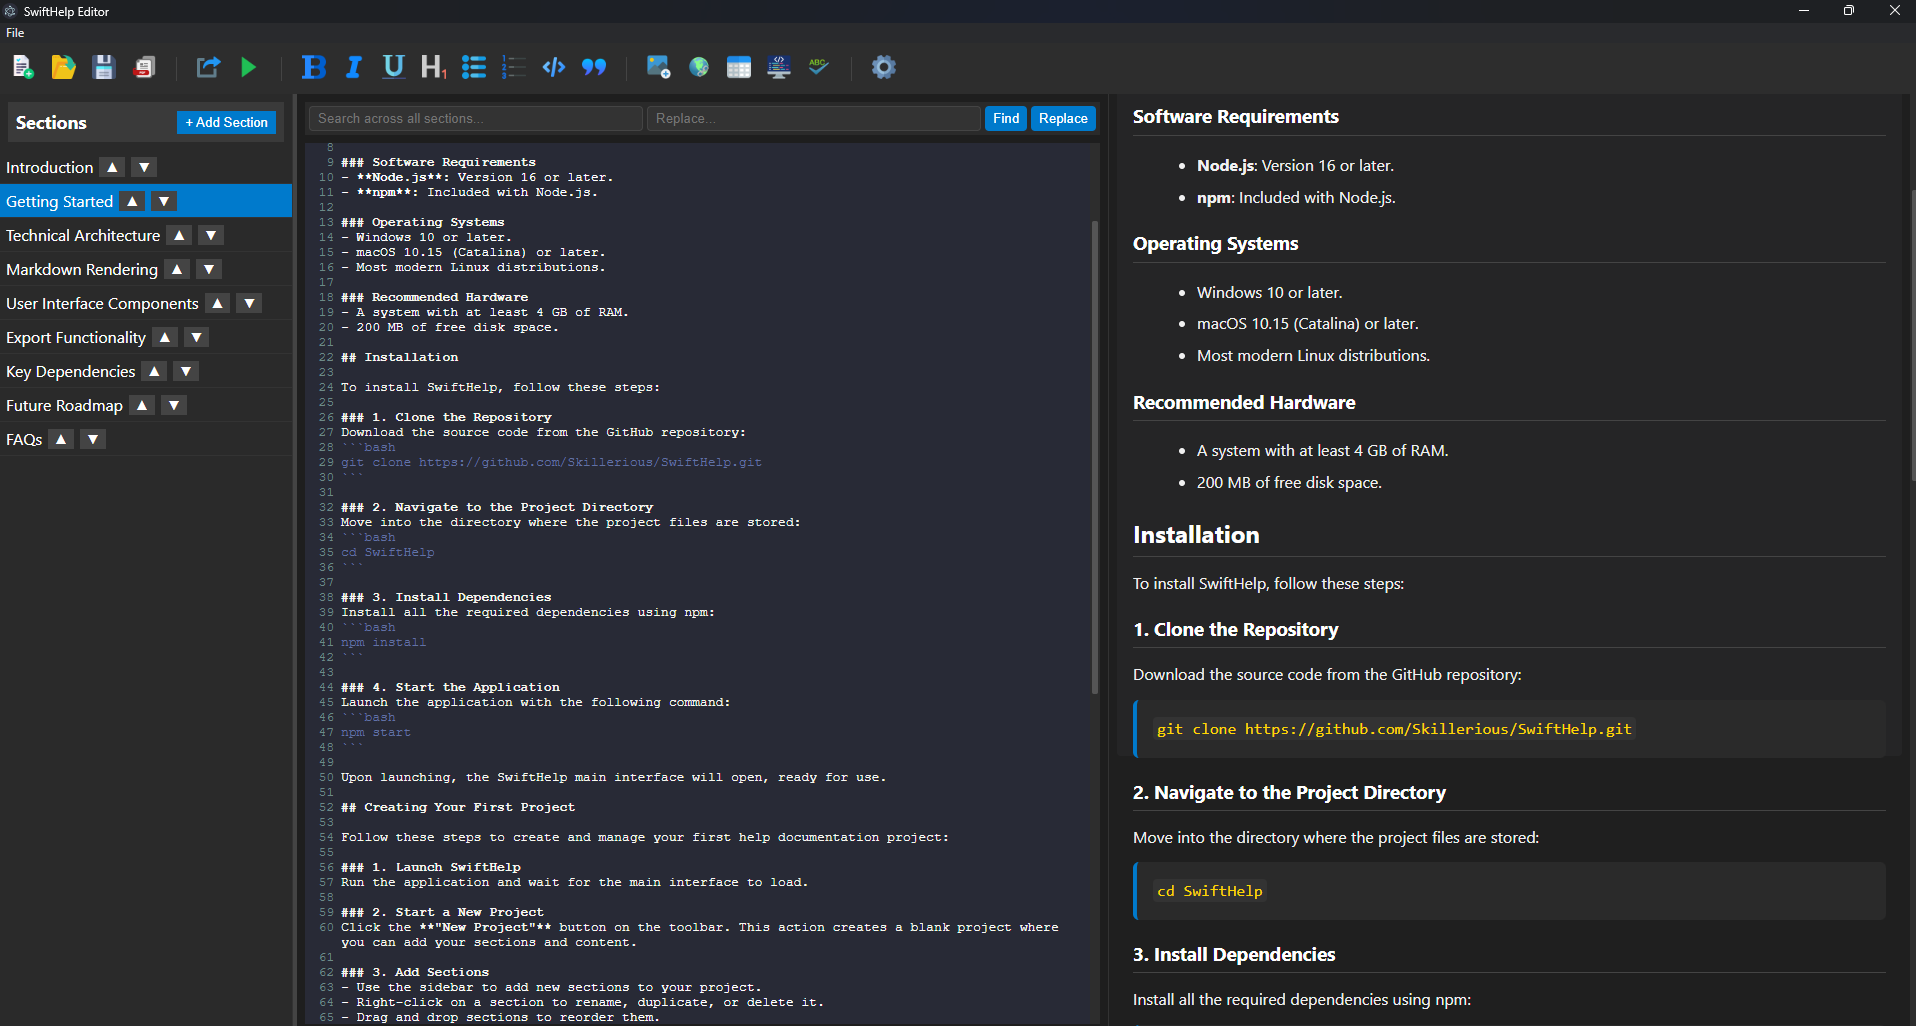 SwiftHelp Editor
File
B I U H1
ABC
Sections
+ Add Section
Introduction ▲ ▼
Getting Started ▲ ▼
Technical Architecture ▲ ▼
Markdown Rendering ▲ ▼
User Interface Components ▲ ▼
Export Functionality ▲ ▼
Key Dependencies ▲ ▼
Future Roadmap ▲ ▼
FAQs ▲ ▼
Search across all sections...
Replace...
Find
Replace
8
9 ### Software Requirements
10 - **Node.js**: Version 16 or later.
11 - **npm**: Included with Node.js.
12
13 ### Operating Systems
14 - Windows 10 or later.
15 - macOS 10.15 (Catalina) or later.
16 - Most modern Linux distributions.
17
18 ### Recommended Hardware
19 - A system with at least 4 GB of RAM.
20 - 200 MB of free disk space.
21
22 ## Installation
23
24 To install SwiftHelp, follow these steps:
25
26 ### 1. Clone the Repository
27 Download the source code from the GitHub repository:
28 ```bash
29 git clone https://github.com/Skillerious/SwiftHelp.git
30 ```
31
32 ### 2. Navigate to the Project Directory
33 Move into the directory where the project files are stored:
34 ```bash
35 cd SwiftHelp
36 ```
37
38 ### 3. Install Dependencies
39 Install all the required dependencies using npm:
40 ```bash
41 npm install
42 ```
43
44 ### 4. Start the Application
45 Launch the application with the following command:
46 ```bash
47 npm start
48 ```
49
50 Upon launching, the SwiftHelp main interface will open, ready for use.
51
52 ## Creating Your First Project
53
54 Follow these steps to create and manage your first help documentation project:
55
56 ### 1. Launch SwiftHelp
57 Run the application and wait for the main interface to load.
58
59 ### 2. Start a New Project
60 Click the **"New Project"** button on the toolbar. This action creates a blank project where
you can add your sections and content.
61
62 ### 3. Add Sections
63 - Use the sidebar to add new sections to your project.
64 - Right-click on a section to rename, duplicate, or delete it.
65 - Drag and drop sections to reorder them.
Software Requirements
• Node.js: Version 16 or later.
• npm: Included with Node.js.
Operating Systems
• Windows 10 or later.
• macOS 10.15 (Catalina) or later.
• Most modern Linux distributions.
Recommended Hardware
• A system with at least 4 GB of RAM.
• 200 MB of free disk space.
Installation
To install SwiftHelp, follow these steps:
1. Clone the Repository
Download the source code from the GitHub repository:
git clone https://github.com/Skillerious/SwiftHelp.git
2. Navigate to the Project Directory
Move into the directory where the project files are stored:
cd SwiftHelp
3. Install Dependencies
Install all the required dependencies using npm: